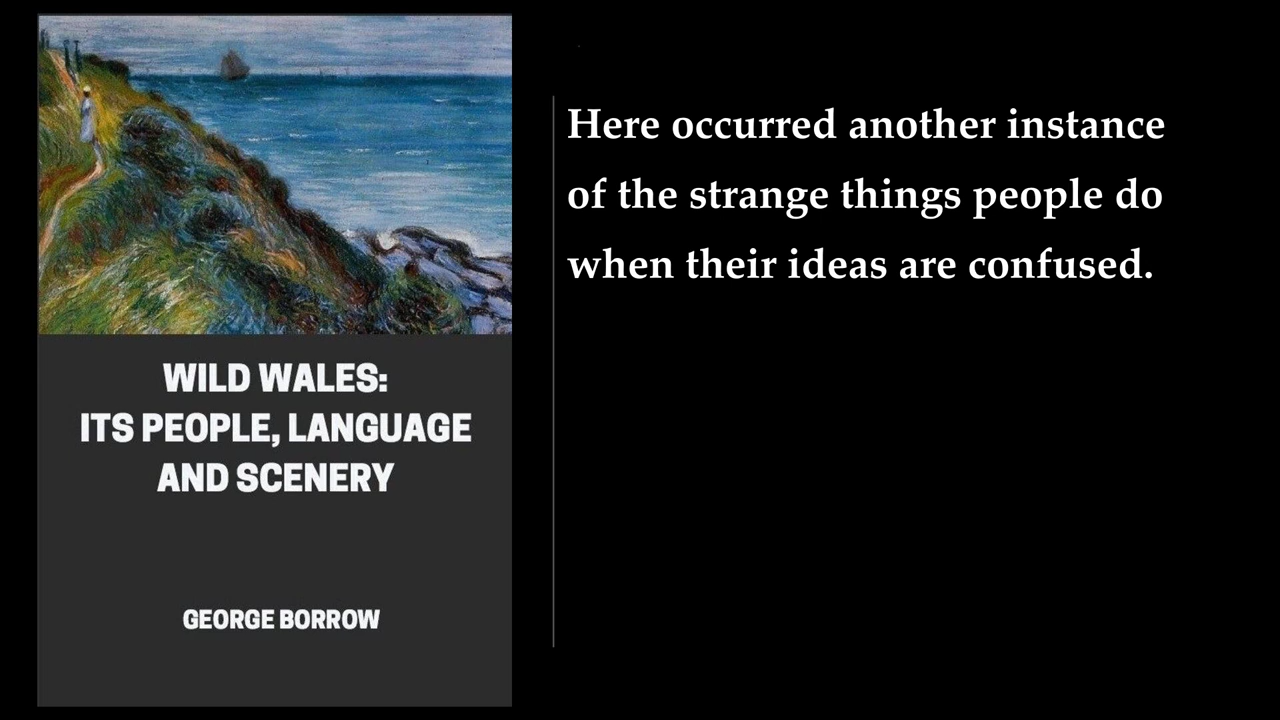 WILD WALES:
ITS PEOPLE, LANGUAGE
AND SCENERY
GEORGE BORROW
Here occurred another instance
of the strange things people do
when their ideas are confused.